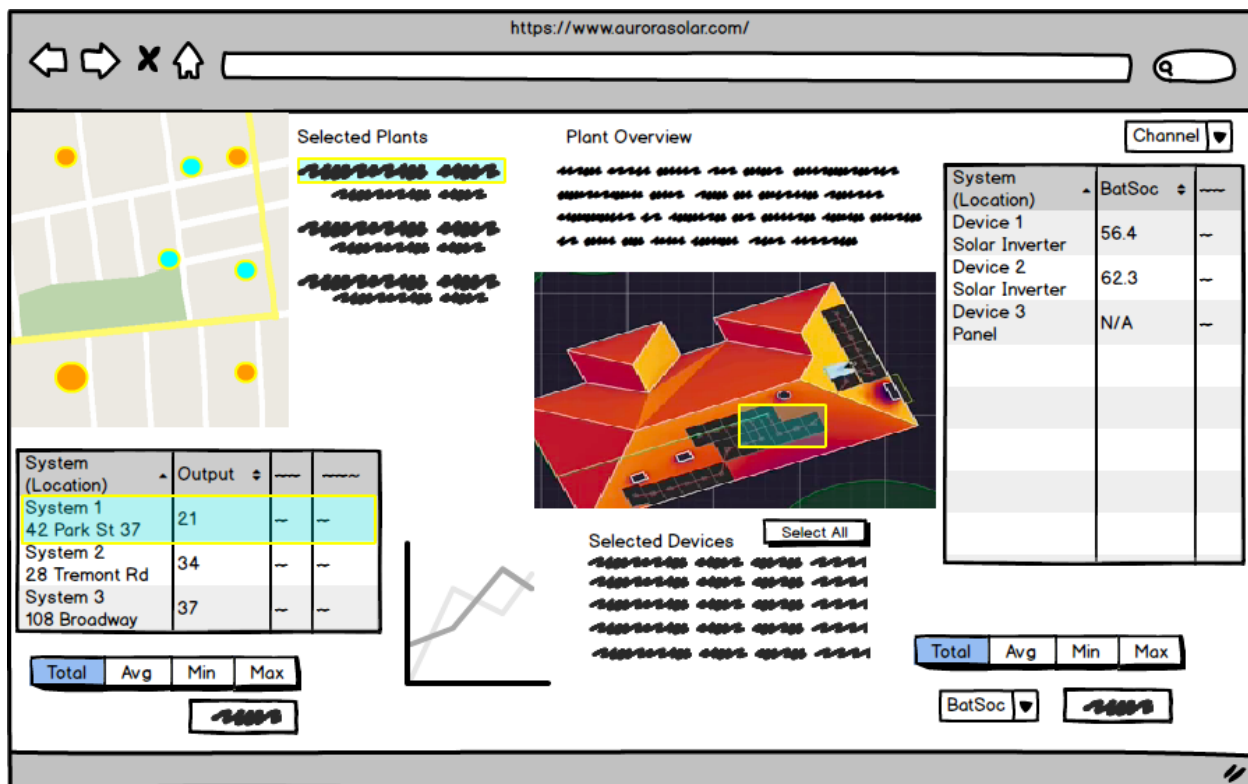 https://www.aurorasolar.com/
Selected Plants
Plant Overview
Channel
System
(Location)
BatSoc
Device 1
Solar Inverter
56.4
Device 2
Solar Inverter
62.3
Device 3
Panel
N/A
System
(Location)
Output
System 1
42 Park St 37
21
System 2
28 Tremont Rd
34
System 3
108 Broadway
37
Total Avg Min Max
Selected Devices
Select All
Total Avg Min Max
BatSoc